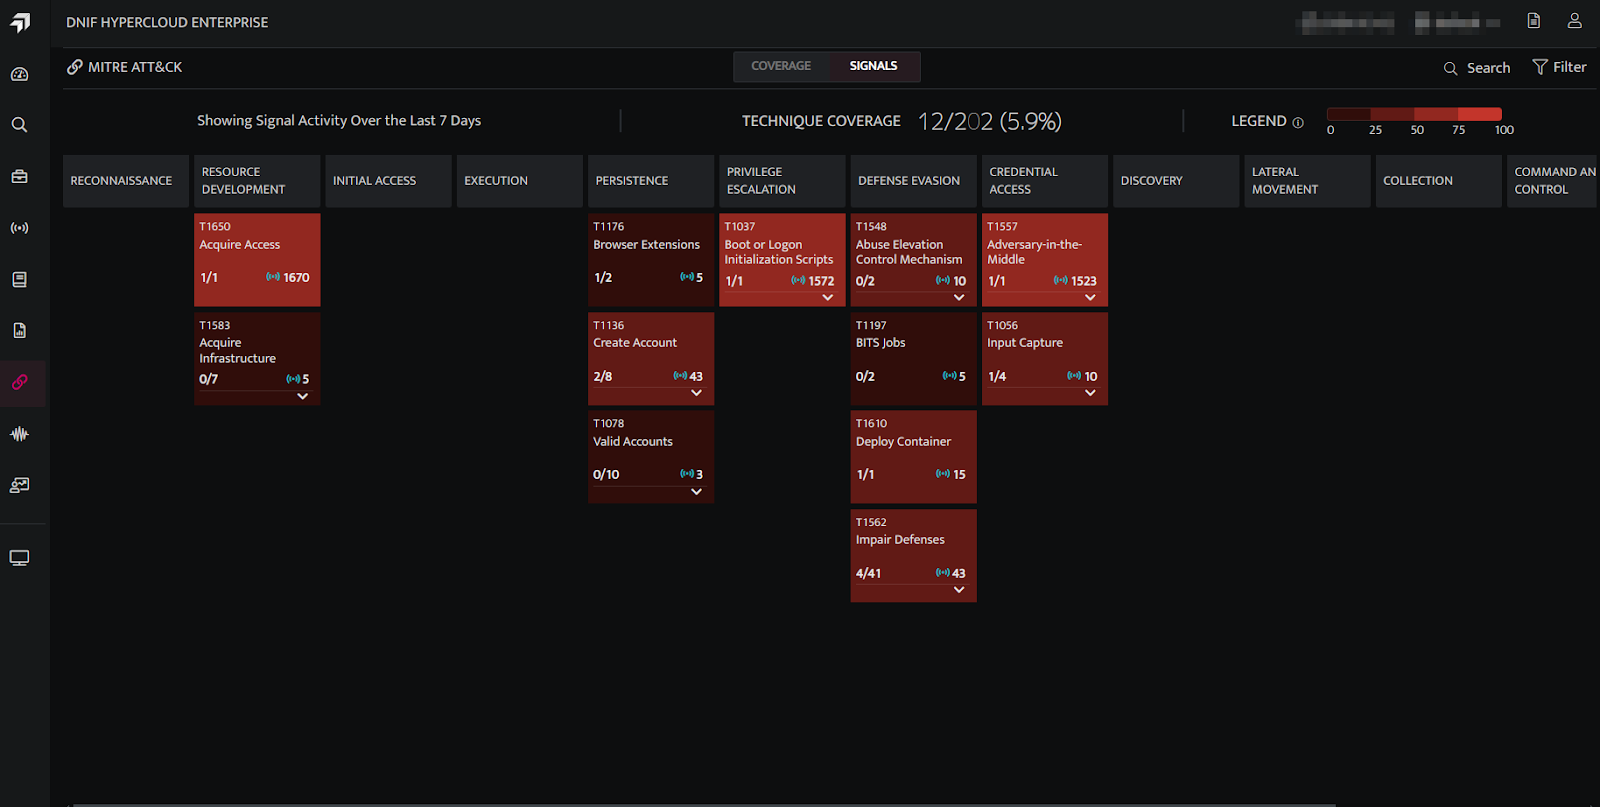 DNIF HYPERCLOUD ENTERPRISE
MITRE ATT&CK
COVERAGE
SIGNALS
Search
Filter
Showing Signal Activity Over the Last 7 Days
TECHNIQUE COVERAGE 12/202 (5.9%)
LEGEND
0 25 50 75 100
RECONNAISSANCE
RESOURCE
DEVELOPMENT
INITIAL ACCESS
EXECUTION
PERSISTENCE
PRIVILEGE
ESCALATION
DEFENSE EVASION
CREDENTIAL
ACCESS
DISCOVERY
LATERAL
MOVEMENT
COLLECTION
COMMAND AN
CONTROL
T1650
Acquire Access
1/1 1670
T1583
Acquire
Infrastructure
0/7 5
T1176
Browser Extensions
1/2 5
T1136
Create Account
2/8 43
T1078
Valid Accounts
0/10 3
T1037
Boot or Logon
Initialization Scripts
1/1 1572
T1548
Abuse Elevation
Control Mechanism
0/2 10
T1197
BITS Jobs
0/2 5
T1610
Deploy Container
1/1 15
T1562
Impair Defenses
4/41 43
T1557
Adversary-in-the-
Middle
1/1 1523
T1056
Input Capture
1/4 10